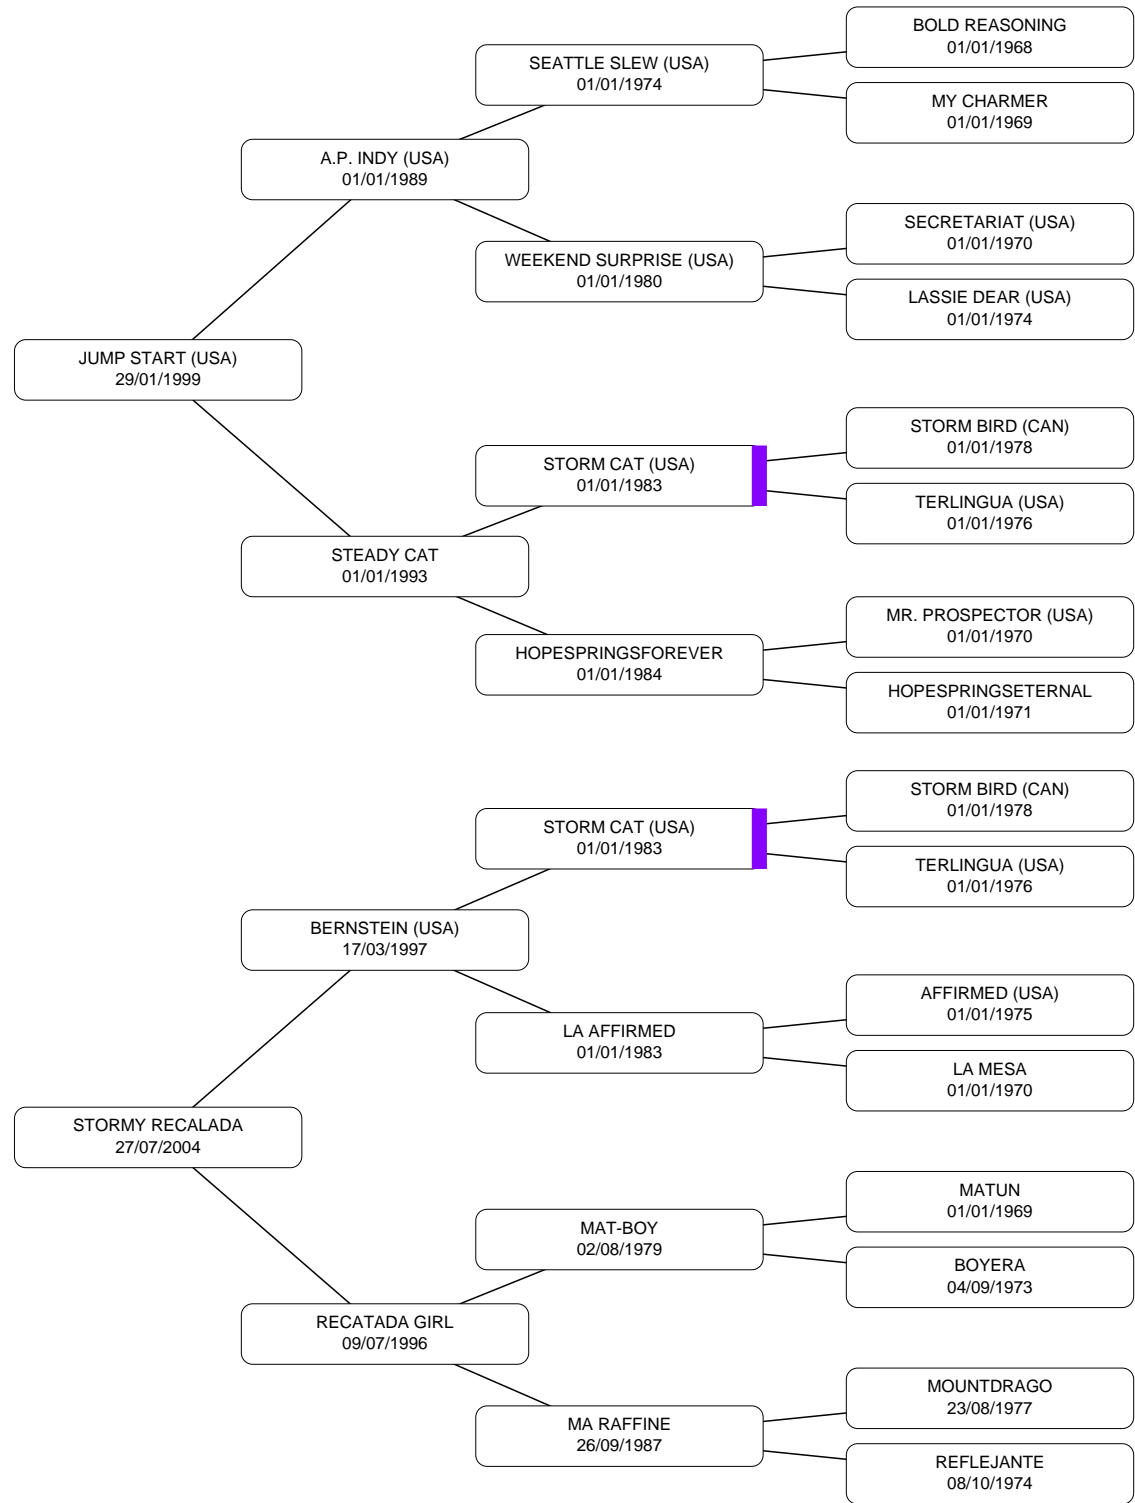 BOLD REASONING
01/01/1968
SEATTLE SLEW (USA)
01/01/1974
MY CHARMER
01/01/1969
A.P. INDY (USA)
01/01/1989
SECRETARIAT (USA)
01/01/1970
WEEKEND SURPRISE (USA)
01/01/1980
LASSIE DEAR (USA)
01/01/1974
JUMP START (USA)
29/01/1999
STORM BIRD (CAN)
01/01/1978
STORM CAT (USA)
01/01/1983
TERLINGUA (USA)
01/01/1976
STEADY CAT
01/01/1993
MR. PROSPECTOR (USA)
01/01/1970
HOPESPRINGSFOREVER
01/01/1984
HOPESPRINGSETERNAL
01/01/1971
STORM BIRD (CAN)
01/01/1978
STORM CAT (USA)
01/01/1983
TERLINGUA (USA)
01/01/1976
BERNSTEIN (USA)
17/03/1997
AFFIRMED (USA)
01/01/1975
LA AFFIRMED
01/01/1983
LA MESA
01/01/1970
STORMY RECALADA
27/07/2004
MATUN
01/01/1969
MAT-BOY
02/08/1979
BOYERA
04/09/1973
RECATADA GIRL
09/07/1996
MOUNTDRAGO
23/08/1977
MA RAFFINE
26/09/1987
REFLEJANTE
08/10/1974